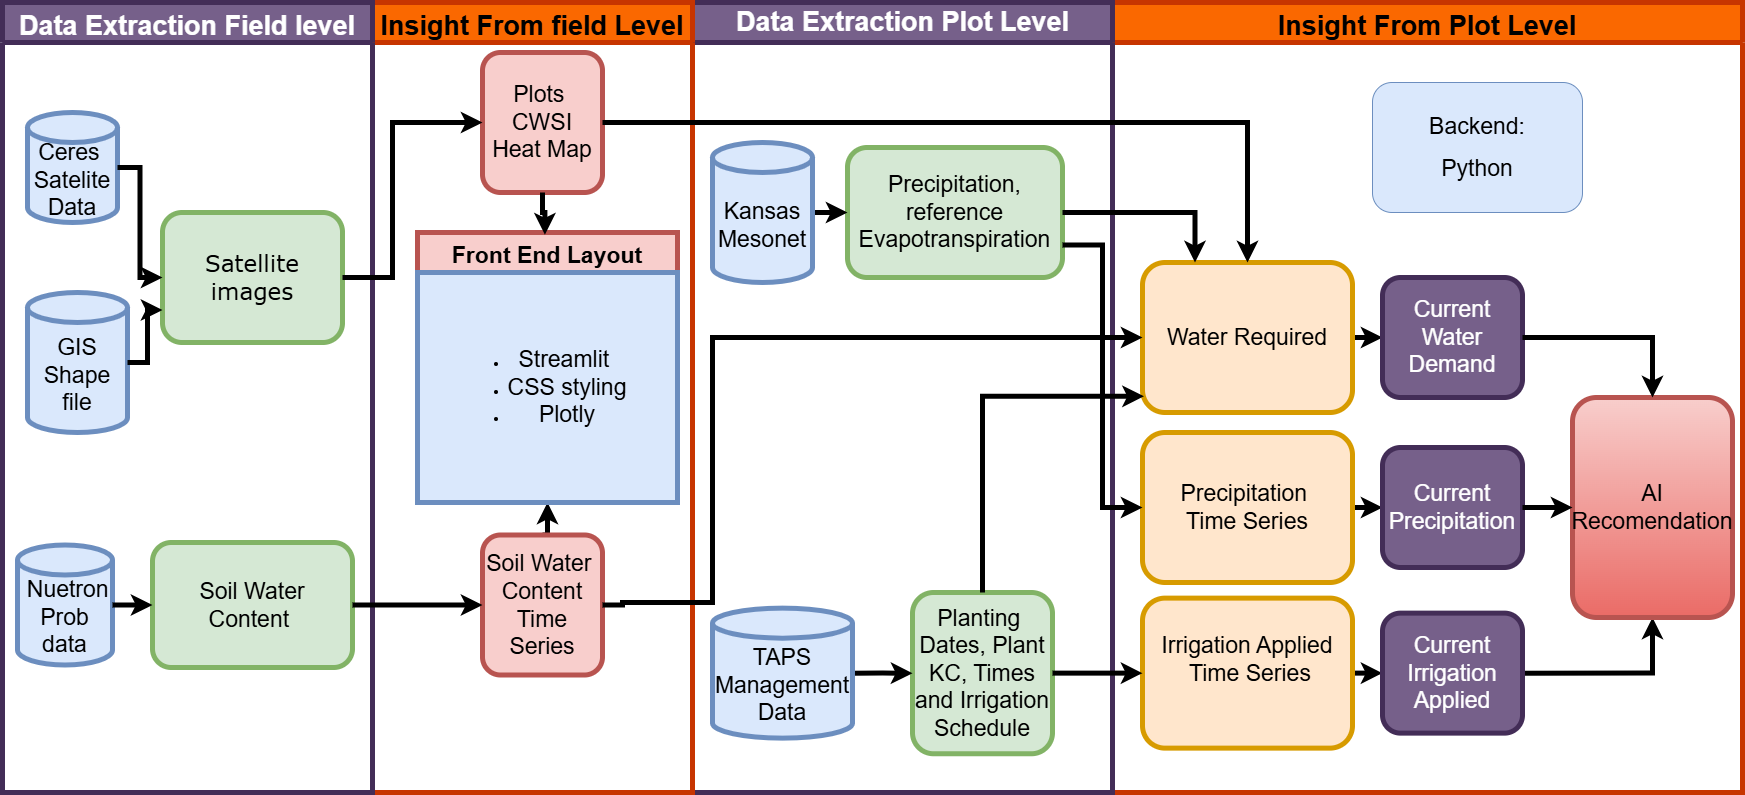 Data Extraction Field level
Insight From field Level
Data Extraction Plot Level
Insight From Plot Level
Ceres
Satelite
Data
GIS
Shape
file
Satellite
images
Nuetron
Prob
data
Soil Water
Content
Plots
CWSI
Heat Map
Front End Layout
• Streamlit
• CSS styling
• Plotly
Soil Water
Content
Time
Series
Kansas
Mesonet
Precipitation,
reference
Evapotranspiration
TAPS
Management
Data
Planting
Dates, Plant
KC, Times
and Irrigation
Schedule
Backend:
Python
Water Required
Current
Water
Demand
Precipitation
Time Series
Current
Precipitation
Irrigation Applied
Time Series
Current
Irrigation
Applied
AI
Recomendation